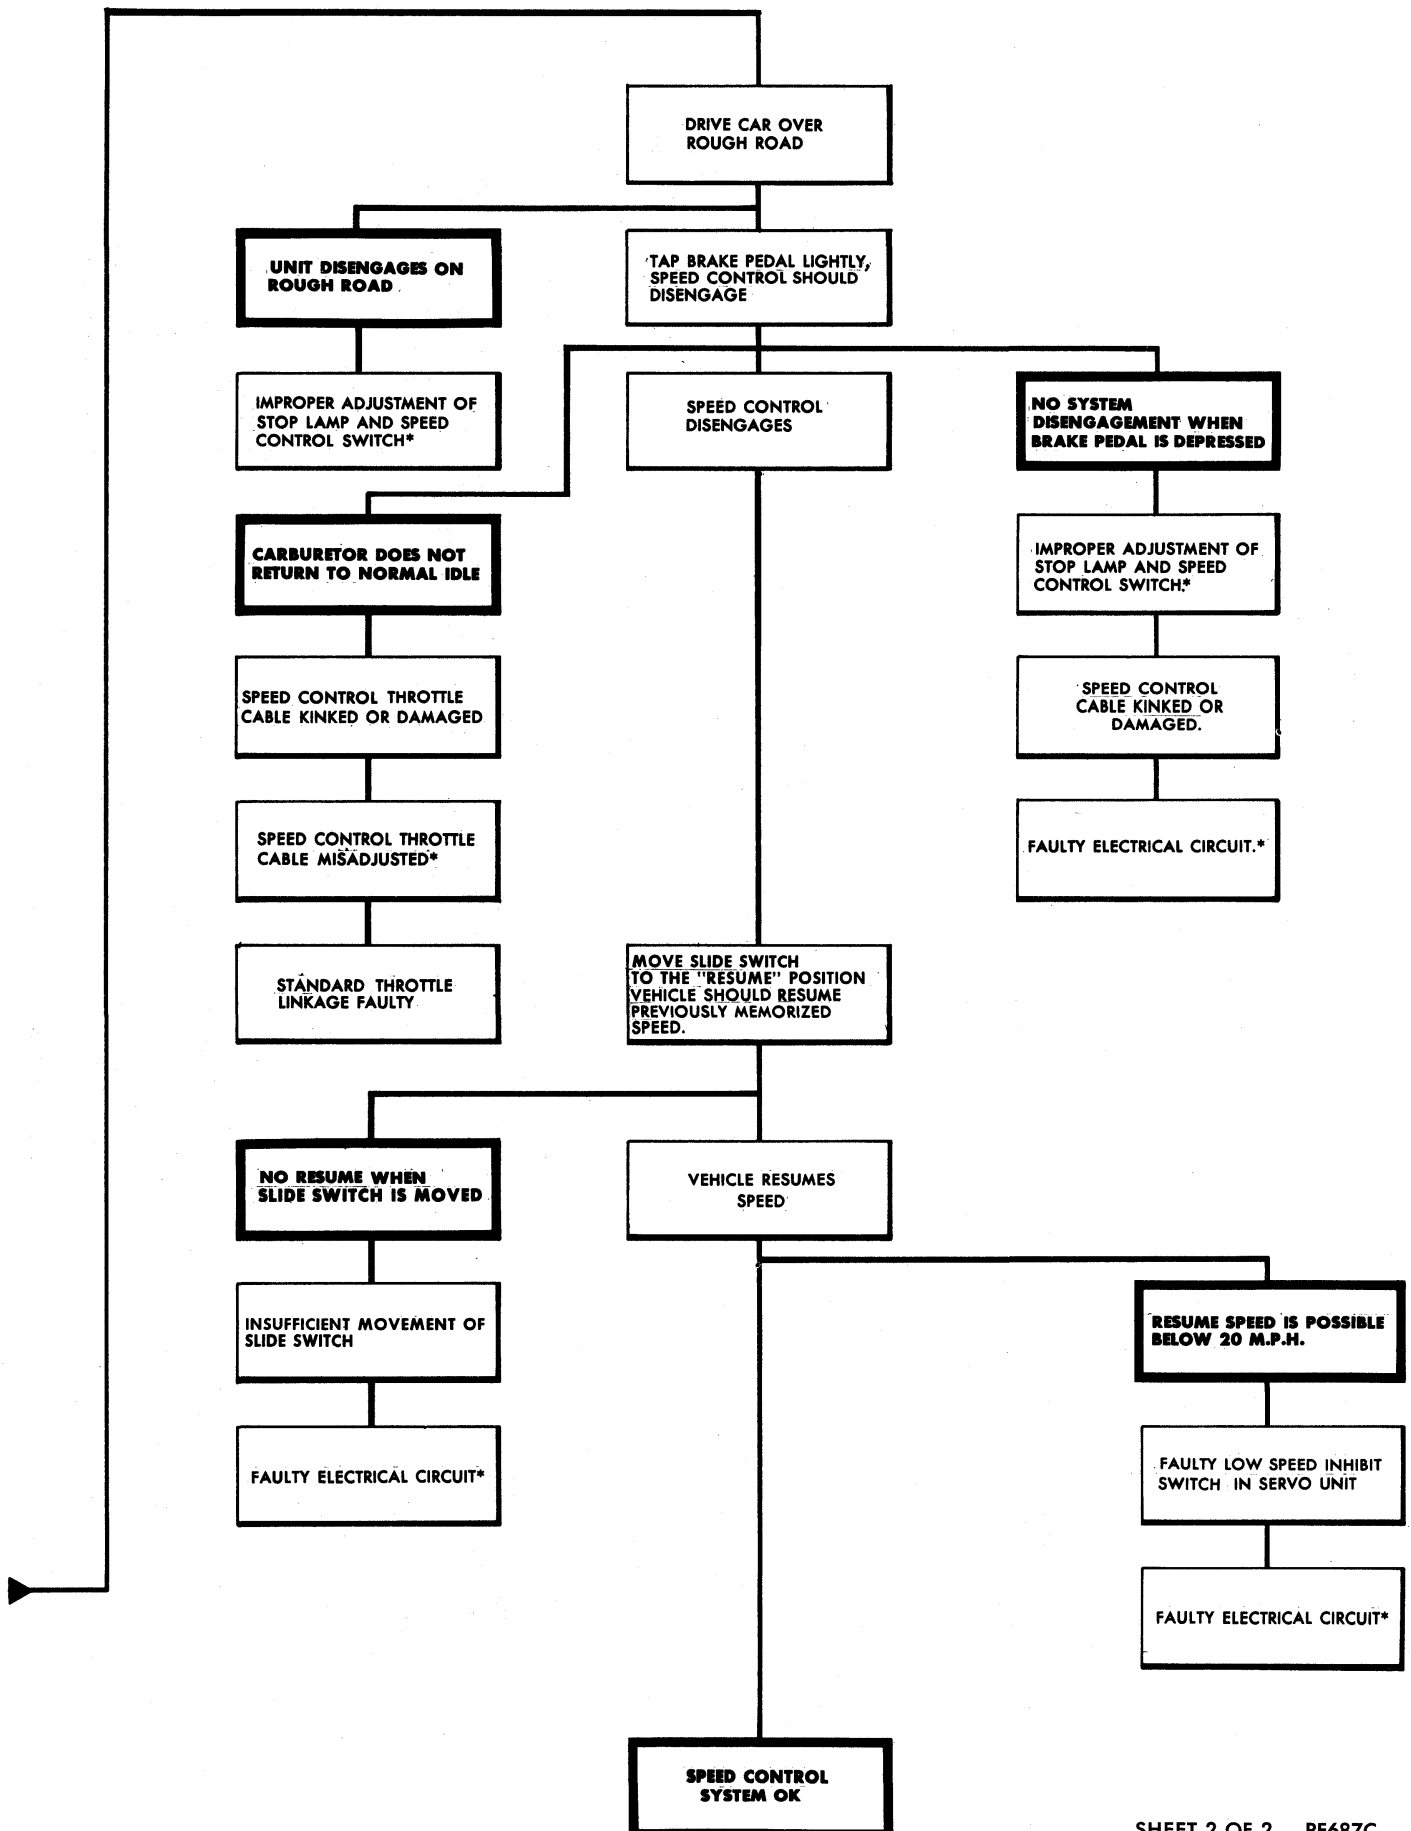 DRIVE CAR OVER
ROUGH ROAD
UNIT DISENGAGES ON
ROUGH ROAD
TAP BRAKE PEDAL LIGHTLY,
SPEED CONTROL SHOULD
DISENGAGE
IMPROPER ADJUSTMENT OF
STOP LAMP AND SPEED
CONTROL SWITCH*
SPEED CONTROL
DISENGAGES
NO SYSTEM
DISENGAGEMENT WHEN
BRAKE PEDAL IS DEPRESSED
CARBURETOR DOES NOT
RETURN TO NORMAL IDLE
IMPROPER ADJUSTMENT OF
STOP LAMP AND SPEED
CONTROL SWITCH.*
SPEED CONTROL THROTTLE
CABLE KINKED OR DAMAGED
SPEED CONTROL
CABLE KINKED OR
DAMAGED.
SPEED CONTROL THROTTLE
CABLE MISADJUSTED*
FAULTY ELECTRICAL CIRCUIT.*
STANDARD THROTTLE
LINKAGE FAULTY
MOVE SLIDE SWITCH
TO THE "RESUME" POSITION
VEHICLE SHOULD RESUME
PREVIOUSLY MEMORIZED
SPEED.
NO RESUME WHEN
SLIDE SWITCH IS MOVED
VEHICLE RESUMES
SPEED
INSUFFICIENT MOVEMENT OF
SLIDE SWITCH
RESUME SPEED IS POSSIBLE
BELOW 20 M.P.H.
FAULTY ELECTRICAL CIRCUIT*
FAULTY LOW SPEED INHIBIT
SWITCH IN SERVO UNIT
FAULTY ELECTRICAL CIRCUIT*
SPEED CONTROL
SYSTEM OK
SHEET 2 OF 2 PF687C